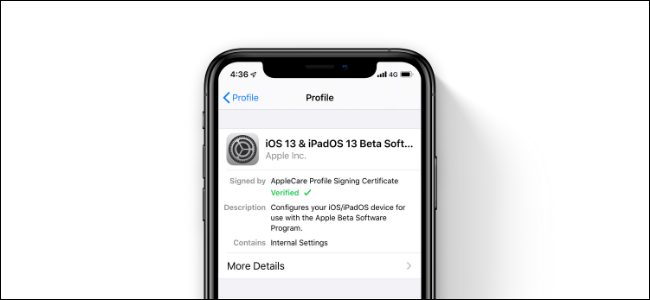 4:36 4G
Profile Profile
iOS 13 & iPadOS 13 Beta Soft...
Apple Inc.
Signed by AppleCare Profile Signing Certificate
Verified ✓
Description Configures your iOS/iPadOS device for
use with the Apple Beta Software
Program.
Contains Internal Settings
More Details